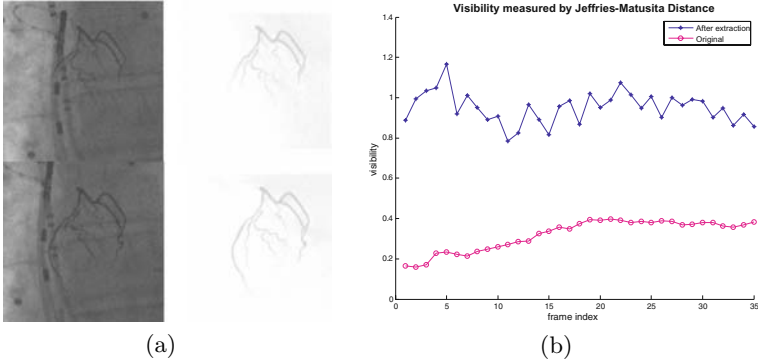 Visibility measured by Jeffries-Matusita Distance
1.4
1.2
1
0.8
0.6
0.4
0.2
0
visibility
After extraction
Original
0 5 10 15 20 25 30 35
frame index
(a) (b)